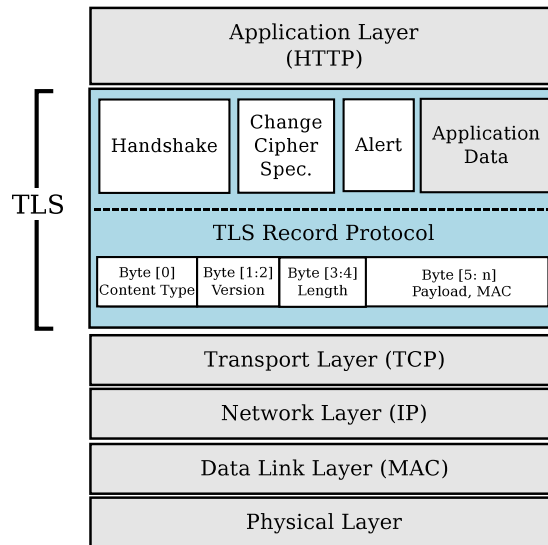 Application Layer
(HTTP)
TLS
Handshake
Change
Cipher
Spec.
Alert
Application
Data
TLS Record Protocol
Byte [0]
Content Type
Byte [1:2]
Version
Byte [3:4]
Length
Byte [5: n]
Payload, MAC
Transport Layer (TCP)
Network Layer (IP)
Data Link Layer (MAC)
Physical Layer